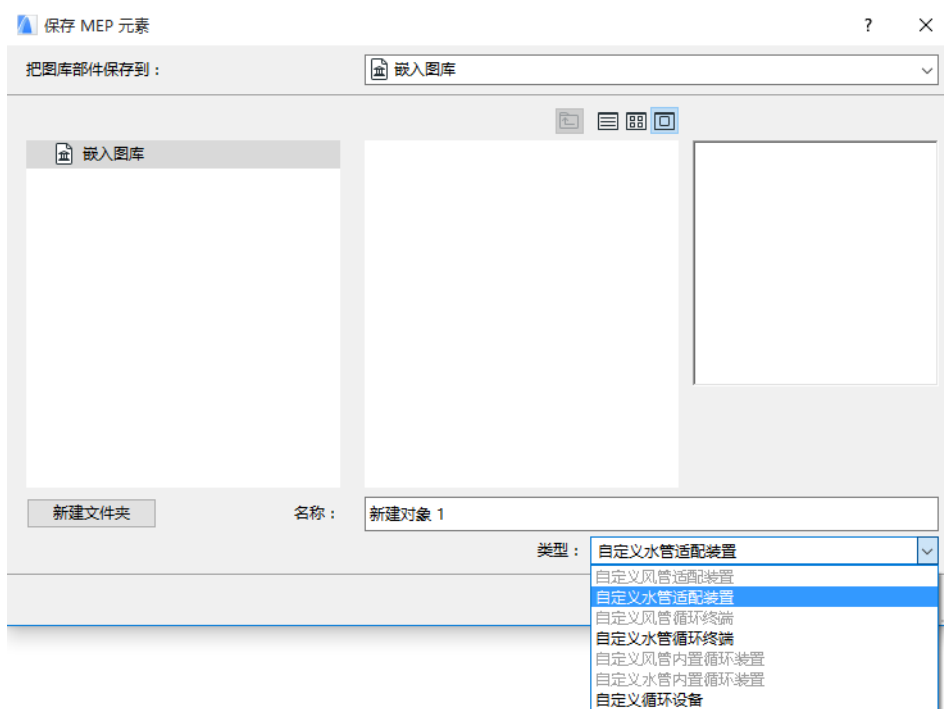 保存 MEP 元素
?
把图库部件保存到：
嵌入图库
嵌入图库
新建文件夹
名称：
新建对象 1
类型：
自定义水管适配装置
自定义风管适配装置
自定义水管适配装置
自定义风管循环终端
自定义水管循环终端
自定义风管内置循环装置
自定义水管内置循环装置
自定义循环设备